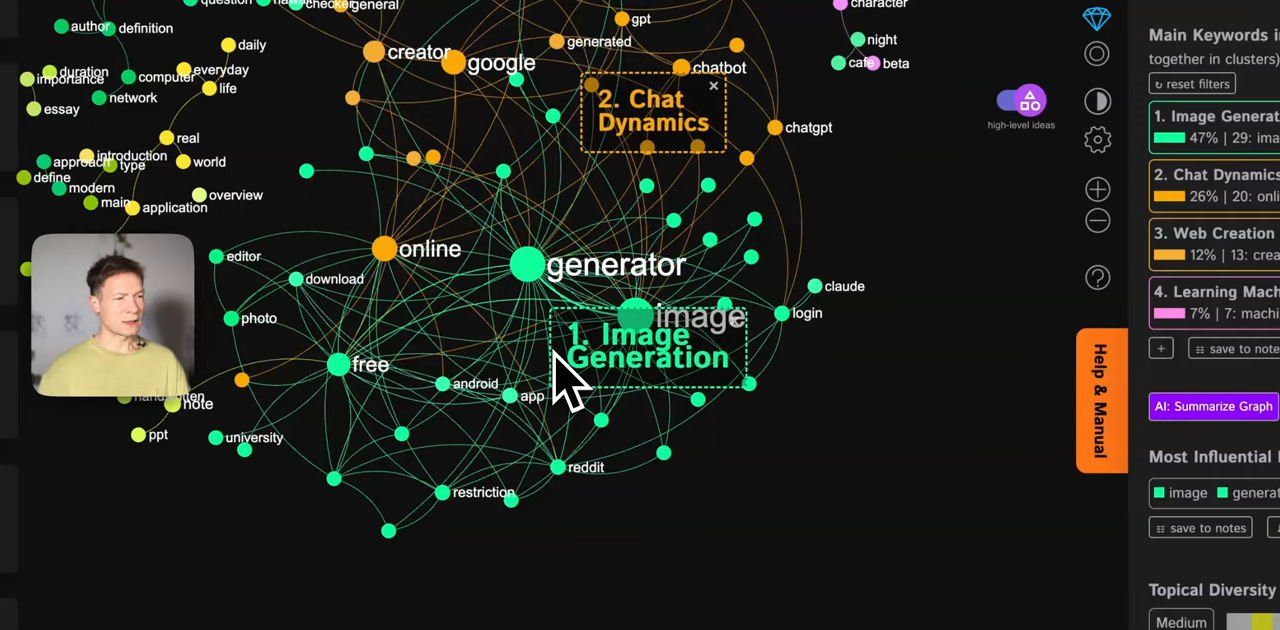 question
checker
general
character
author
definition
gpt
daily
creator
generated
night
google
chatbot
cafe
beta
duration
importance
computer
everyday
life
network
essay
2. Chat
Dynamics
chatgpt
high-level ideas
real
introduction
approach
type
world
define
modern
overview
main
application
online
editor
generator
download
claude
photo
image
login
1. Image
Generation
free
android
app
note
ppt
university
reddit
restriction
Help & Manual
Main Keywords i
together in clusters)
↻ reset filters
1. Image Generat
47% | 29: ima
2. Chat Dynamics
26% | 20: onli
3. Web Creation
12% | 13: crea
4. Learning Mach
7% | 7: machi
+
save to note
AI: Summarize Graph
Most Influential
image generat
save to notes
Topical Diversity
Medium